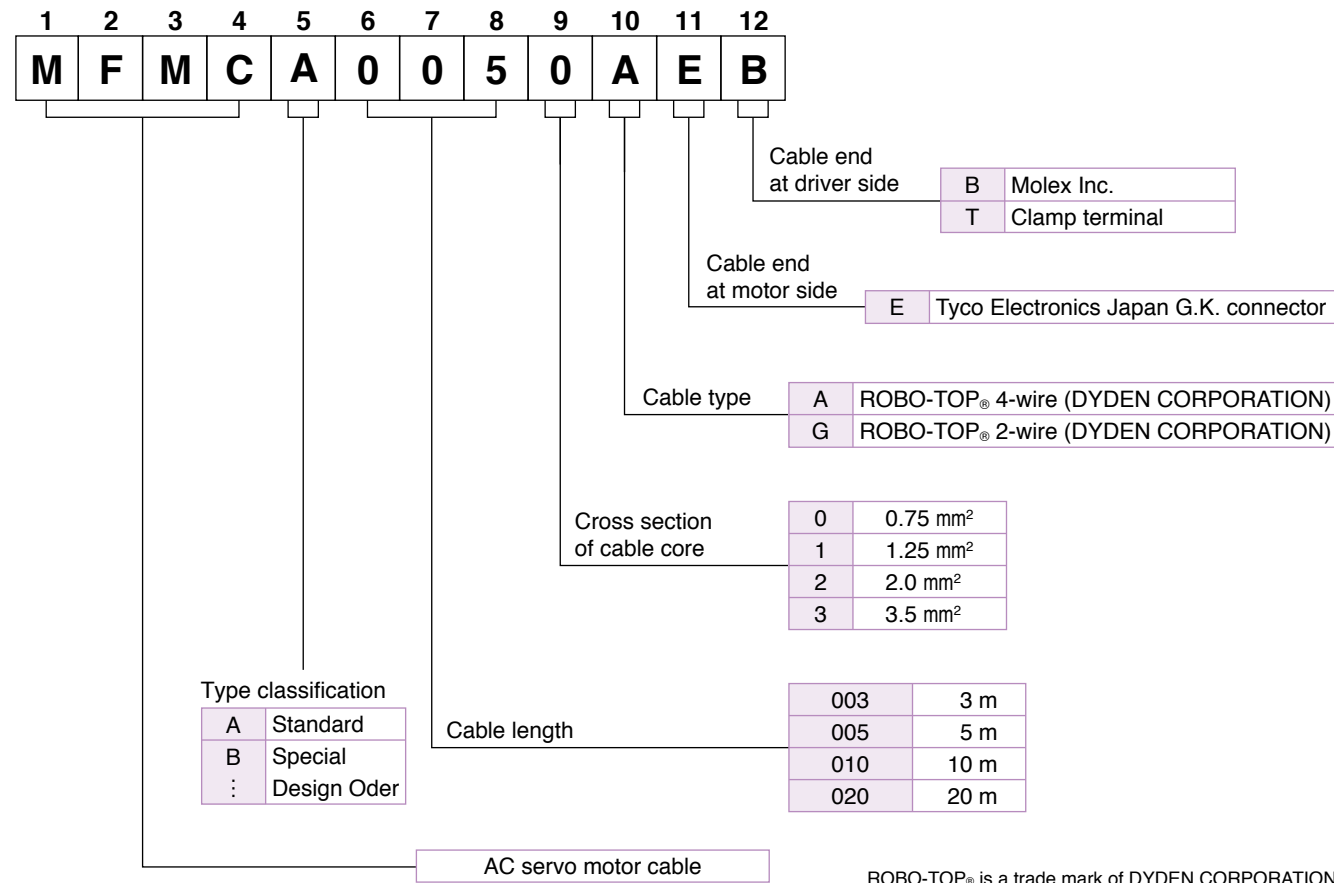 1 2 3 4 5 6 7 8 9 10 11 12
M F M C A 0 0 5 0 A E B
Cable end
at driver side
B Molex Inc.
T Clamp terminal
Cable end
at motor side
E Tyco Electronics Japan G.K. connector
Cable type
A ROBO-TOP® 4-wire (DYDEN CORPORATION)
G ROBO-TOP® 2-wire (DYDEN CORPORATION)
Cross section
of cable core
0 0.75 mm²
1 1.25 mm²
2 2.0 mm²
3 3.5 mm²
Type classification
A Standard
B Special
⋮ Design Oder
Cable length
003 3 m
005 5 m
010 10 m
020 20 m
AC servo motor cable
ROBO-TOP® is a trade mark of DYDEN CORPORATION